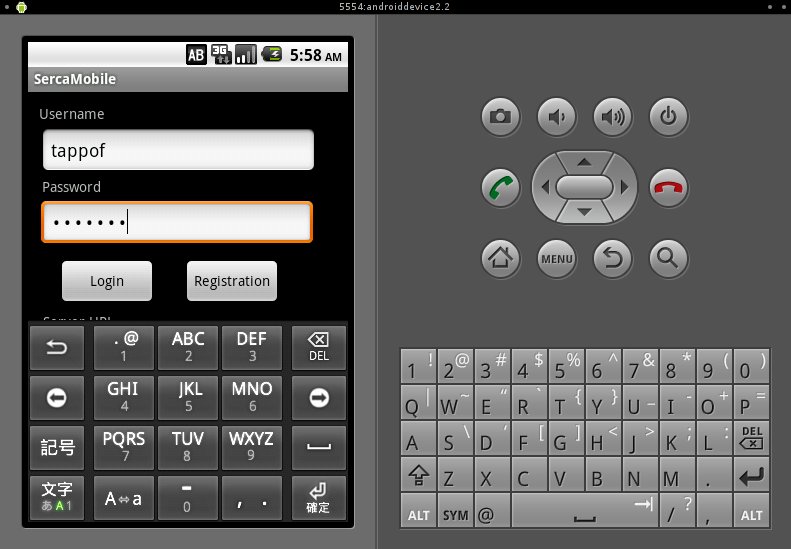 5554:androiddevice2.2
AB 3G 5:58 AM
SercaMobile
Username
tappof
Password
•••••••
Login Registration
Server URL
. @ ABC DEF DEL
1 2 3
GHI JKL MNO
4 5 6
記号 PQRS TUV WXYZ
7 8 9
文字 A⇔a - , . 確定
あA1 0
MENU
1 ! 2 @ 3 # 4 $ 5 % 6 ^ 7 & 8 * 9 ( 0 )
Q | W ~ E “ R ` T { Y } U _ I - O + P =
A S \ D ‘ F [ G ] H < J > K ; L : DEL
Z X C V B N M .
ALT SYM @ / ? , ALT